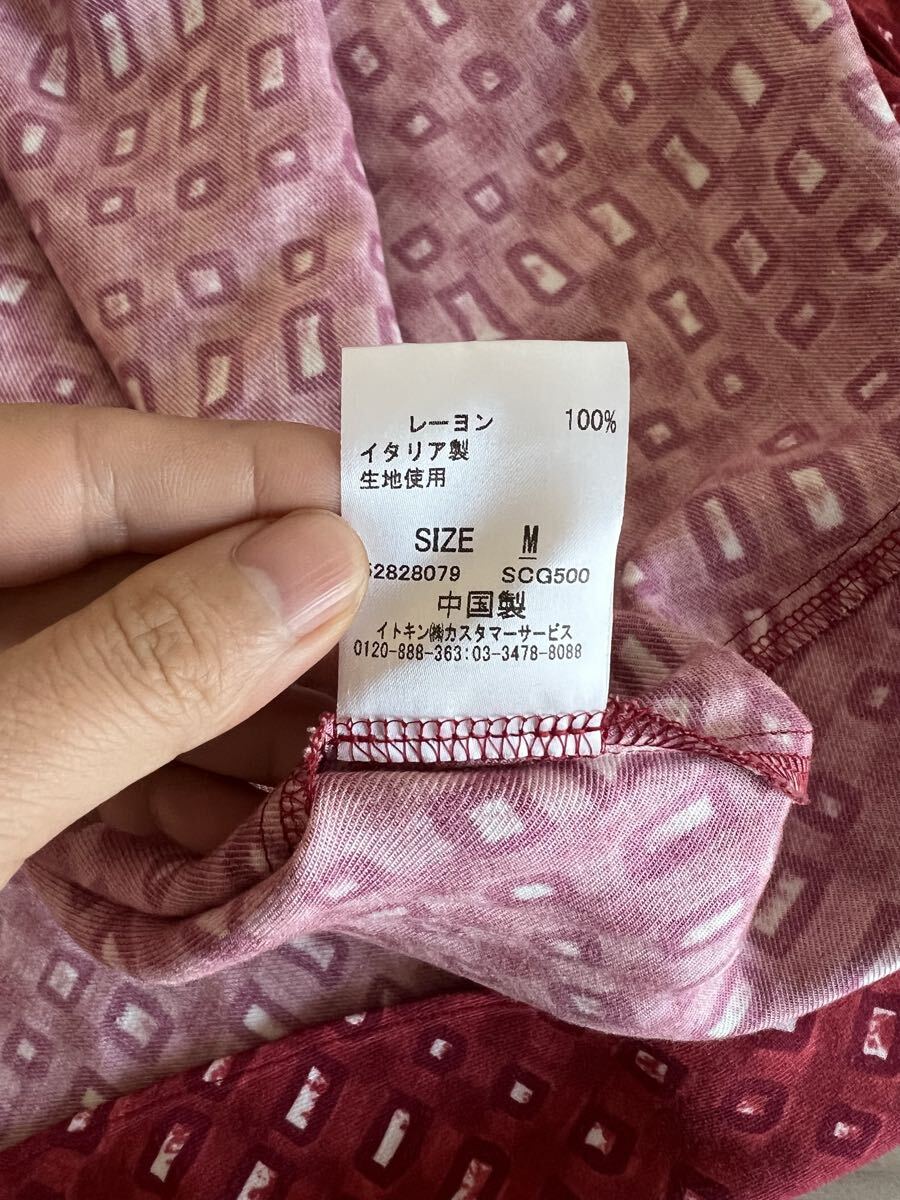 レーヨン 100%
イタリア製
生地使用
SIZE M
2828079 SCG500
中国製
イトキン㈱カスタマーサービス
0120-888-363:03-3478-8088